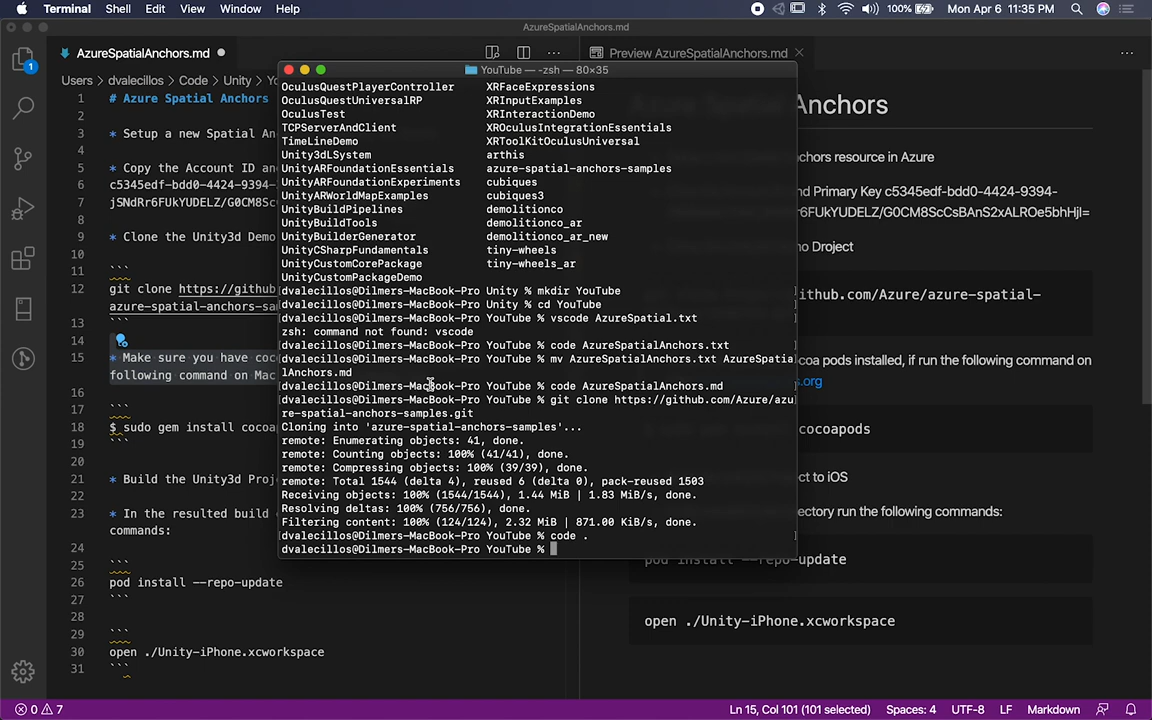 Terminal Shell Edit View Window Help 100% Mon Apr 6 11:35 PM
AzureSpatialAnchors.md
AzureSpatialAnchors.md
Preview AzureSpatialAnchors.md
Users > dvalecillos > Code > Unity > Yo
1 # Azure Spatial Anchors
2
3 * Setup a new Spatial An
4
5 * Copy the Account ID an
6 c5345edf-bdd0-4424-9394-
7 jSNdRr6FUkYUDELZ/G0CM8Sc
8
9 * Clone the Unity3d Demo
10
11 ```
12 git clone https://github
azure-spatial-anchors-sa
13 ```
14
15 * Make sure you have coc
following command on Mac
16
17 ```
18 $ sudo gem install cocoa
19 ```
20
21 * Build the Unity3d Proj
22
23 * In the resulted build
commands:
24
25 ```
26 pod install --repo-update
27 ```
28
29 ```
30 open ./Unity-iPhone.xcworkspace
31 ```
YouTube — -zsh — 80×35
OculusQuestPlayerController XRFaceExpressions
OculusQuestUniversalRP XRInputExamples
OculusTest XRInteractionDemo
TCPServerAndClient XROculusIntegrationEssentials
TimeLineDemo XRToolKitOculusUniversal
Unity3dLSystem arthis
UnityARFoundationEssentials azure-spatial-anchors-samples
UnityARFoundationExperiments cubiques
UnityARWorldMapExamples cubiques3
UnityBuildPipelines demolitionco
UnityBuildTools demolitionco_ar
UnityBuilderGenerator demolitionco_ar_new
UnityCSharpFundamentals tiny-wheels
UnityCustomCorePackage tiny-wheels_ar
UnityCustomPackageDemo
[dvalecillos@Dilmers-MacBook-Pro Unity % mkdir YouTube ]
[dvalecillos@Dilmers-MacBook-Pro Unity % cd YouTube ]
[dvalecillos@Dilmers-MacBook-Pro YouTube % vscode AzureSpatial.txt ]
zsh: command not found: vscode
[dvalecillos@Dilmers-MacBook-Pro YouTube % code AzureSpatialAnchors.txt ]
[dvalecillos@Dilmers-MacBook-Pro YouTube % mv AzureSpatialAnchors.txt AzureSpatia]
lAnchors.md
[dvalecillos@Dilmers-MacBook-Pro YouTube % code AzureSpatialAnchors.md ]
[dvalecillos@Dilmers-MacBook-Pro YouTube % git clone https://github.com/Azure/azu]
re-spatial-anchors-samples.git
Cloning into 'azure-spatial-anchors-samples'...
remote: Enumerating objects: 41, done.
remote: Counting objects: 100% (41/41), done.
remote: Compressing objects: 100% (39/39), done.
remote: Total 1544 (delta 4), reused 6 (delta 0), pack-reused 1503
Receiving objects: 100% (1544/1544), 1.44 MiB | 1.83 MiB/s, done.
Resolving deltas: 100% (756/756), done.
Filtering content: 100% (124/124), 2.32 MiB | 871.00 KiB/s, done.
[dvalecillos@Dilmers-MacBook-Pro YouTube % code . ]
dvalecillos@Dilmers-MacBook-Pro YouTube %
Anchors
chors resource in Azure
nd Primary Key c5345edf-bdd0-4424-9394-
6FUkYUDELZ/G0CM8ScCsBAnS2xALROe5bhHjI=
no Droject
ithub.com/Azure/azure-spatial-
coa pods installed, if run the following command on
s.org
cocoapods
ct to iOS
ectory run the following commands:
pod install --repo-update
open ./Unity-iPhone.xcworkspace
1
0 7 Ln 15, Col 101 (101 selected) Spaces: 4 UTF-8 LF Markdown